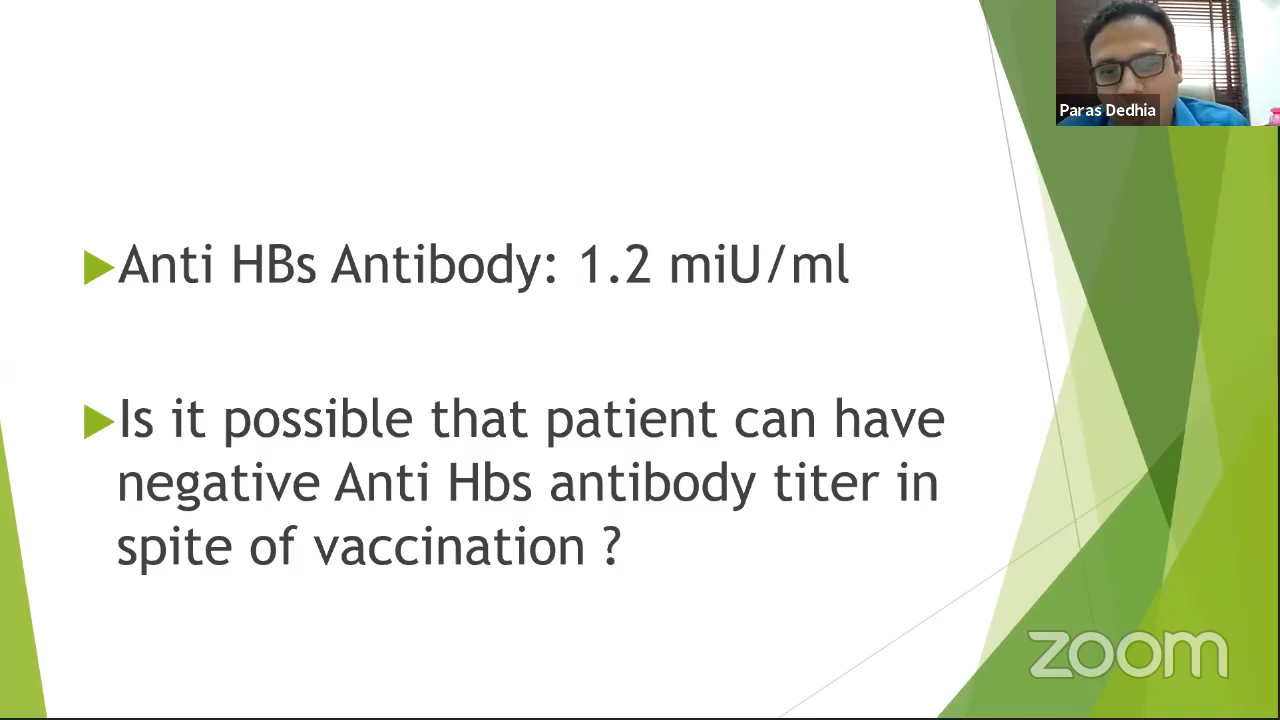 Paras Dedhia
Anti HBs Antibody: 1.2 miU/ml
Is it possible that patient can have
negative Anti Hbs antibody titer in
spite of vaccination ?
zoom